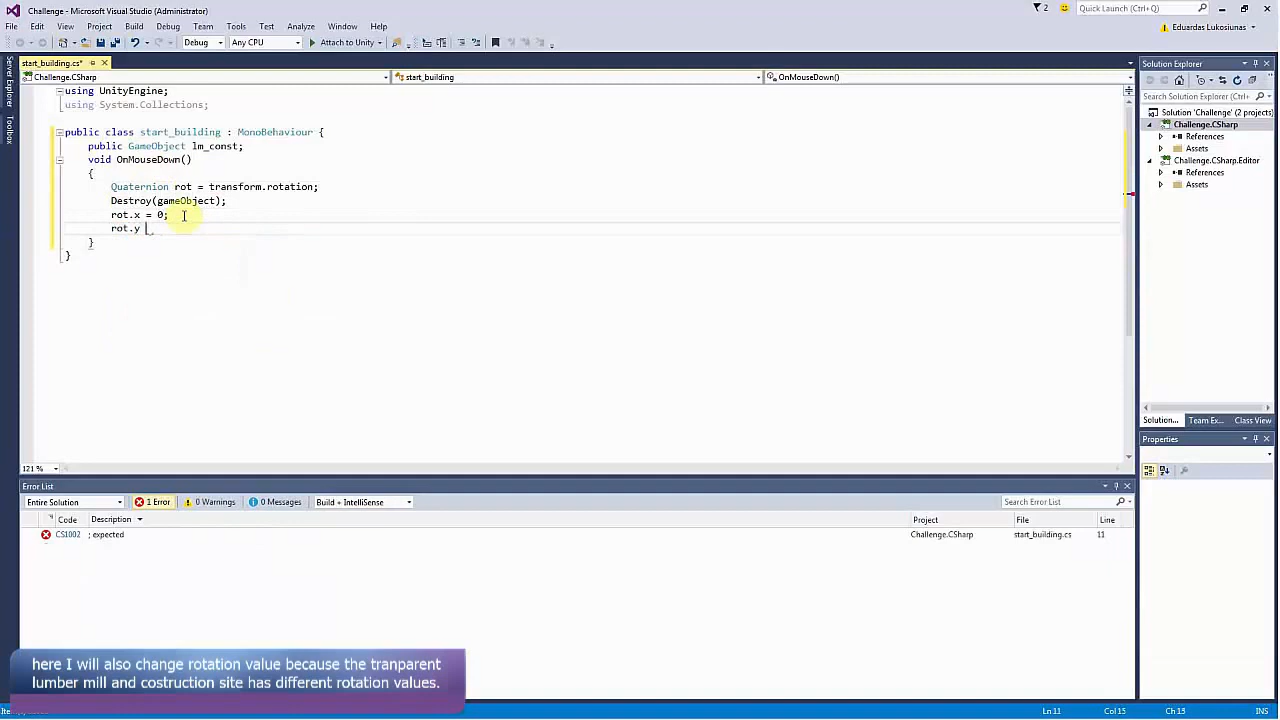 Challenge - Microsoft Visual Studio (Administrator)
2
Quick Launch (Ctrl+Q)
File Edit View Project Build Debug Team Tools Test Analyze Window Help
Eduardas Lukosiunas
Debug Any CPU Attach to Unity
Server Explorer
Toolbox
start_building.cs*
Challenge.CSharp start_building OnMouseDown()
using UnityEngine;
using System.Collections;
public class start_building : MonoBehaviour {
public GameObject lm_const;
void OnMouseDown()
{
Quaternion rot = transform.rotation;
Destroy(gameObject);
rot.x = 0;
rot.y
}
}
121 %
Solution Explorer
Search Solution Explorer (Ctrl+
Solution 'Challenge' (2 projects)
Challenge.CSharp
References
Assets
Challenge.CSharp.Editor
References
Assets
Solution... Team Ex... Class View
Properties
Error List
Entire Solution 1 Error 0 Warnings 0 Messages Build + IntelliSense Search Error List
Code Description Project File Line
CS1002 ; expected Challenge.CSharp start_building.cs 11
here I will also change rotation value because the tranparent
lumber mill and costruction site has different rotation values.
Ln 11 Col 15 Ch 15 INS